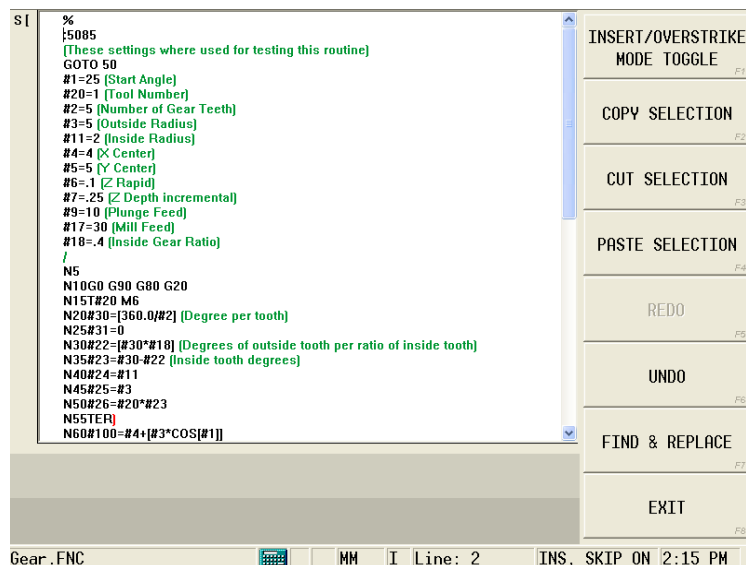 S[
%
:5085
(These settings where used for testing this routine)
GOTO 50
#1=25 (Start Angle)
#20=1 (Tool Number)
#2=5 (Number of Gear Teeth)
#3=5 (Outside Radius)
#11=2 (Inside Radius)
#4=4 (X Center)
#5=5 (Y Center)
#6=.1 (Z Rapid)
#7=.25 (Z Depth incremental)
#9=10 (Plunge Feed)
#17=30 (Mill Feed)
#18=.4 (Inside Gear Ratio)
/
N5
N10G0 G90 G80 G20
N15T#20 M6
N20#30=[360.0/#2] (Degree per tooth)
N25#31=0
N30#22=[#30*#18] (Degrees of outside tooth per ratio of inside tooth)
N35#23=#30-#22 (Inside tooth degrees)
N40#24=#11
N45#25=#3
N50#26=#20*#23
N55TER)
N60#100=#4+[#3*COS[#1]]
INSERT/OVERSTRIKE
MODE TOGGLE
F1
COPY SELECTION
F2
CUT SELECTION
F3
PASTE SELECTION
F4
REDO
F5
UNDO
F6
FIND & REPLACE
F7
EXIT
F8
Gear.FNC MM I Line: 2 INS, SKIP ON 2:15 PM